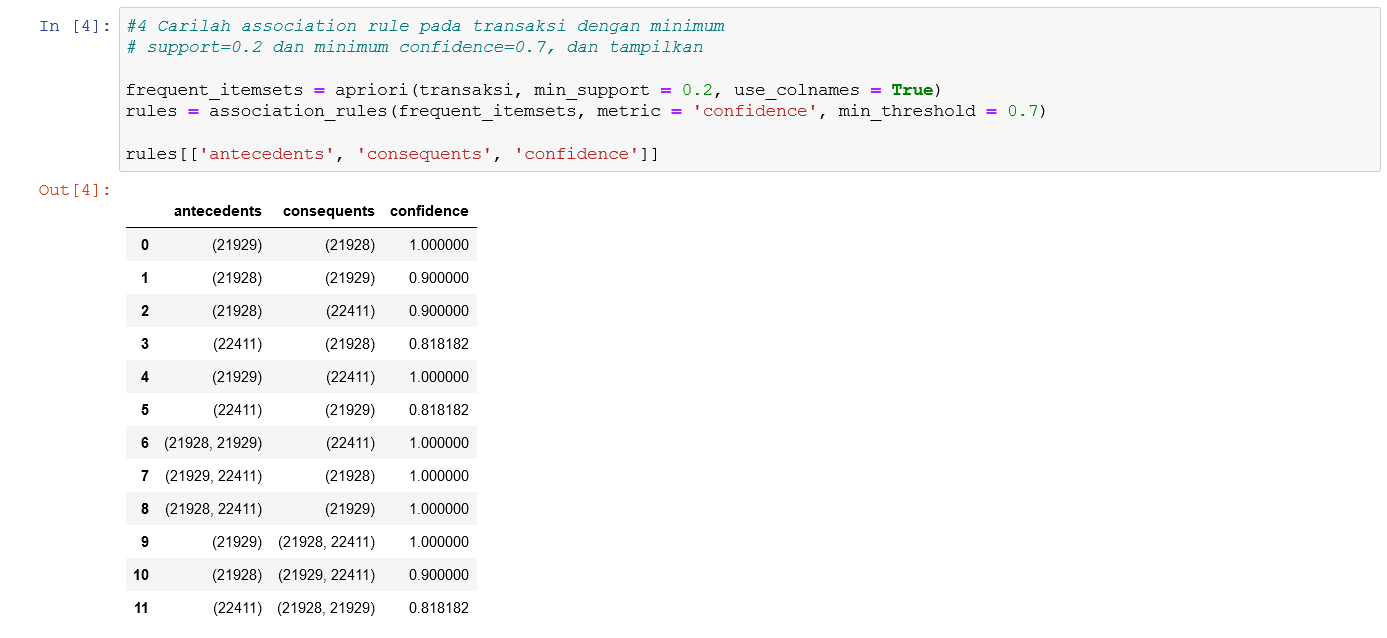 In [4]: #4 Carilah association rule pada transaksi dengan minimum
# support=0.2 dan minimum confidence=0.7, dan tampilkan
frequent_itemsets = apriori(transaksi, min_support = 0.2, use_colnames = True)
rules = association_rules(frequent_itemsets, metric = 'confidence', min_threshold = 0.7)
rules[['antecedents', 'consequents', 'confidence']]
Out[4]:
antecedents consequents confidence
0 (21929) (21928) 1.000000
1 (21928) (21929) 0.900000
2 (21928) (22411) 0.900000
3 (22411) (21928) 0.818182
4 (21929) (22411) 1.000000
5 (22411) (21929) 0.818182
6 (21928, 21929) (22411) 1.000000
7 (21929, 22411) (21928) 1.000000
8 (21928, 22411) (21929) 1.000000
9 (21929) (21928, 22411) 1.000000
10 (21928) (21929, 22411) 0.900000
11 (22411) (21928, 21929) 0.818182